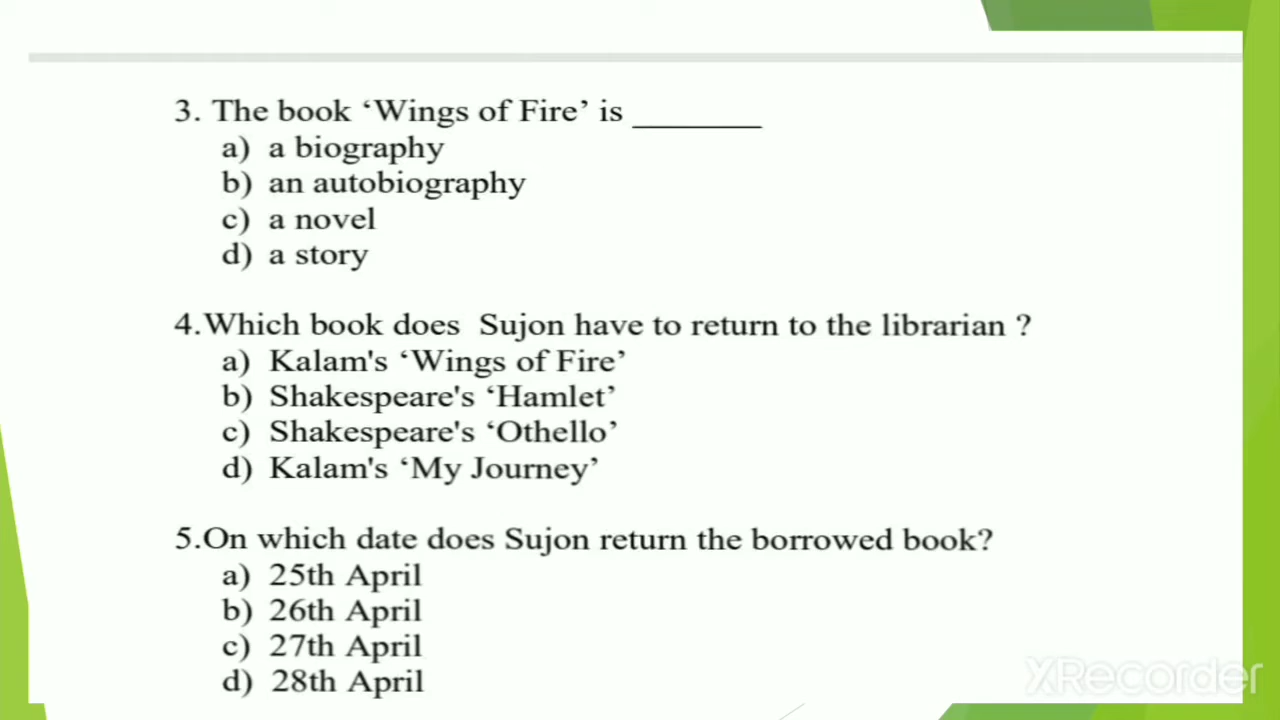 3. The book ‘Wings of Fire’ is ________
a) a biography
b) an autobiography
c) a novel
d) a story
4.Which book does Sujon have to return to the librarian ?
a) Kalam's ‘Wings of Fire’
b) Shakespeare's ‘Hamlet’
c) Shakespeare's ‘Othello’
d) Kalam's ‘My Journey’
5.On which date does Sujon return the borrowed book?
a) 25th April
b) 26th April
c) 27th April
d) 28th April
XRecorder